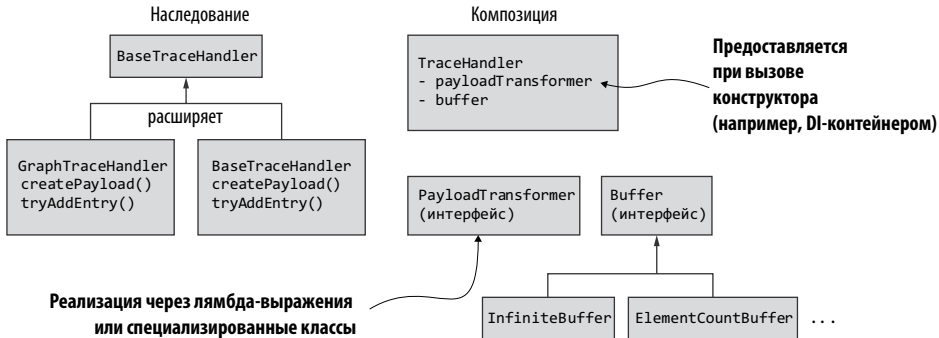 Наследование
BaseTraceHandler
расширяет
GraphTraceHandler
createPayload()
tryAddEntry()
BaseTraceHandler
createPayload()
tryAddEntry()
Композиция
TraceHandler
- payloadTransformer
- buffer
Предоставляется
при вызове
конструктора
(например, DI-контейнером)
PayloadTransformer
(интерфейс)
Buffer
(интерфейс)
Реализация через лямбда-выражения
или специализированные классы
InfiniteBuffer
ElementCountBuffer
...